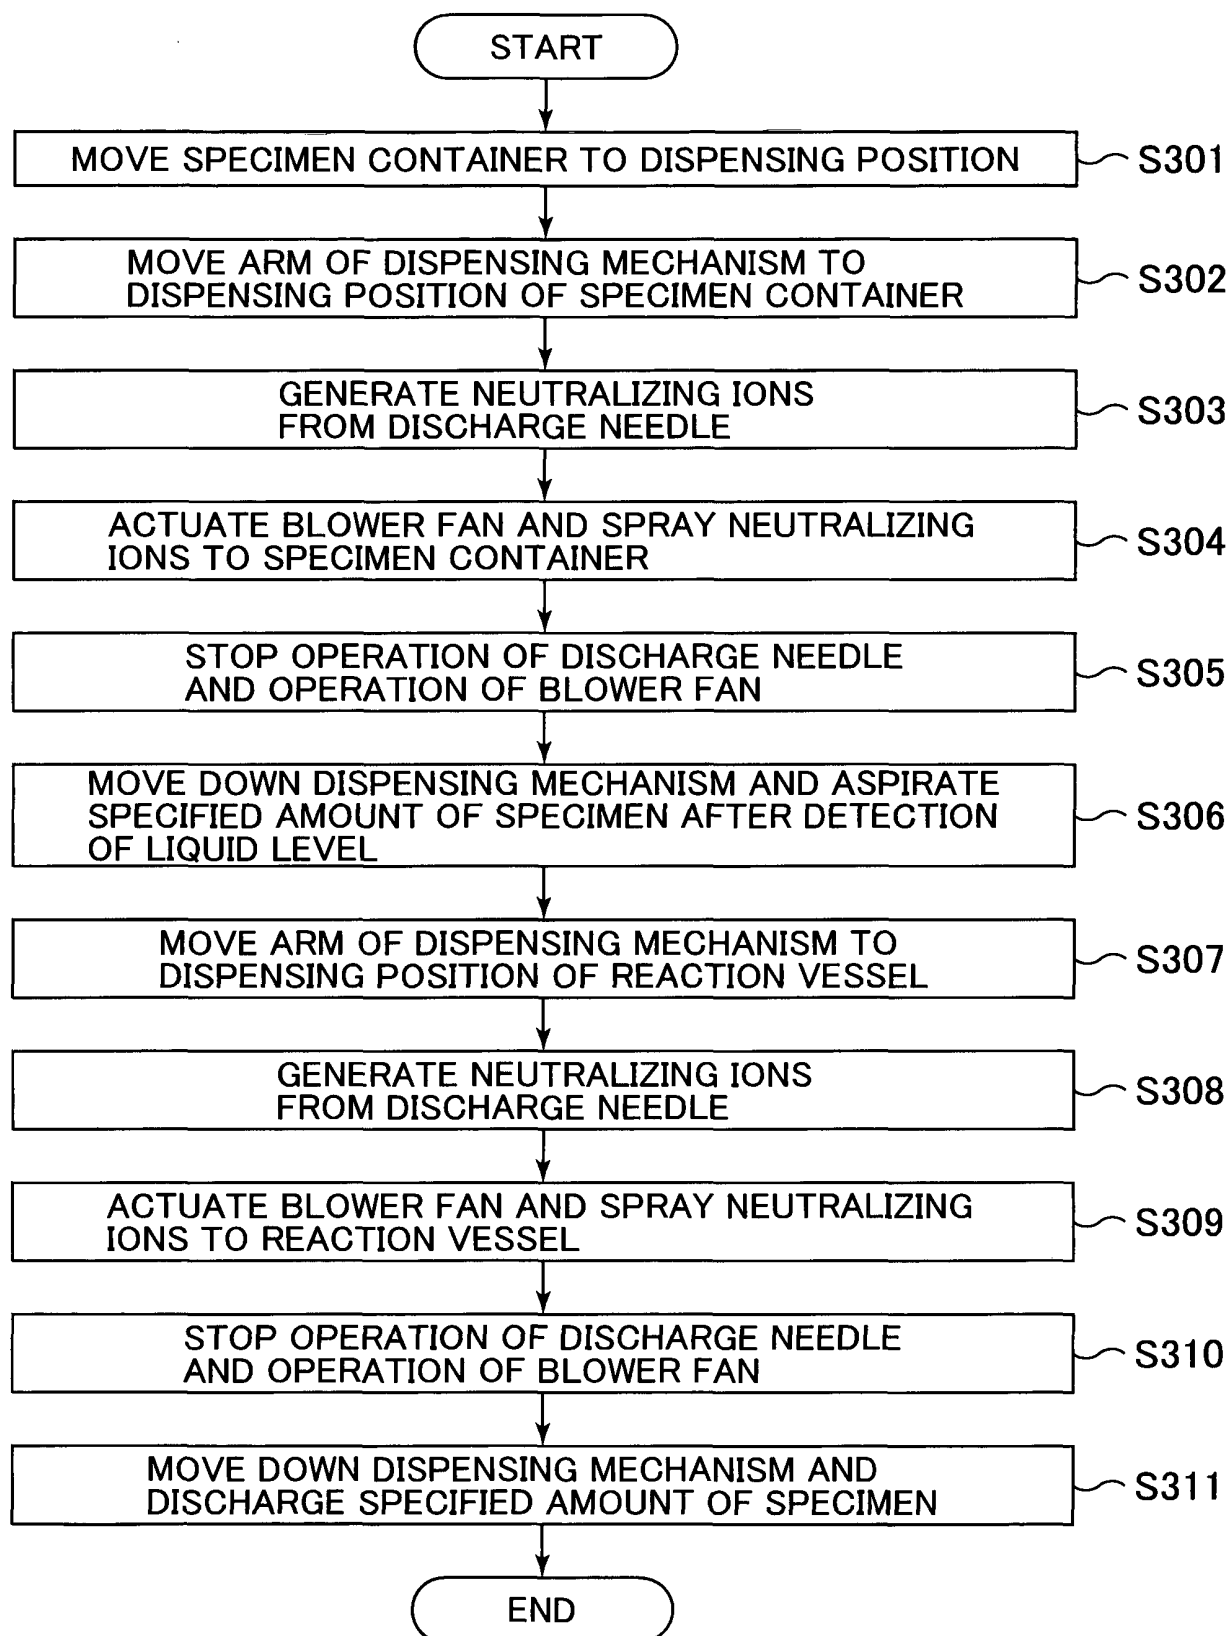 START
MOVE SPECIMEN CONTAINER TO DISPENSING POSITION
S301
MOVE ARM OF DISPENSING MECHANISM TO
DISPENSING POSITION OF SPECIMEN CONTAINER
S302
GENERATE NEUTRALIZING IONS
FROM DISCHARGE NEEDLE
S303
ACTUATE BLOWER FAN AND SPRAY NEUTRALIZING
IONS TO SPECIMEN CONTAINER
S304
STOP OPERATION OF DISCHARGE NEEDLE
AND OPERATION OF BLOWER FAN
S305
MOVE DOWN DISPENSING MECHANISM AND ASPIRATE
SPECIFIED AMOUNT OF SPECIMEN AFTER DETECTION
OF LIQUID LEVEL
S306
MOVE ARM OF DISPENSING MECHANISM TO
DISPENSING POSITION OF REACTION VESSEL
S307
GENERATE NEUTRALIZING IONS
FROM DISCHARGE NEEDLE
S308
ACTUATE BLOWER FAN AND SPRAY NEUTRALIZING
IONS TO REACTION VESSEL
S309
STOP OPERATION OF DISCHARGE NEEDLE
AND OPERATION OF BLOWER FAN
S310
MOVE DOWN DISPENSING MECHANISM AND
DISCHARGE SPECIFIED AMOUNT OF SPECIMEN
S311
END